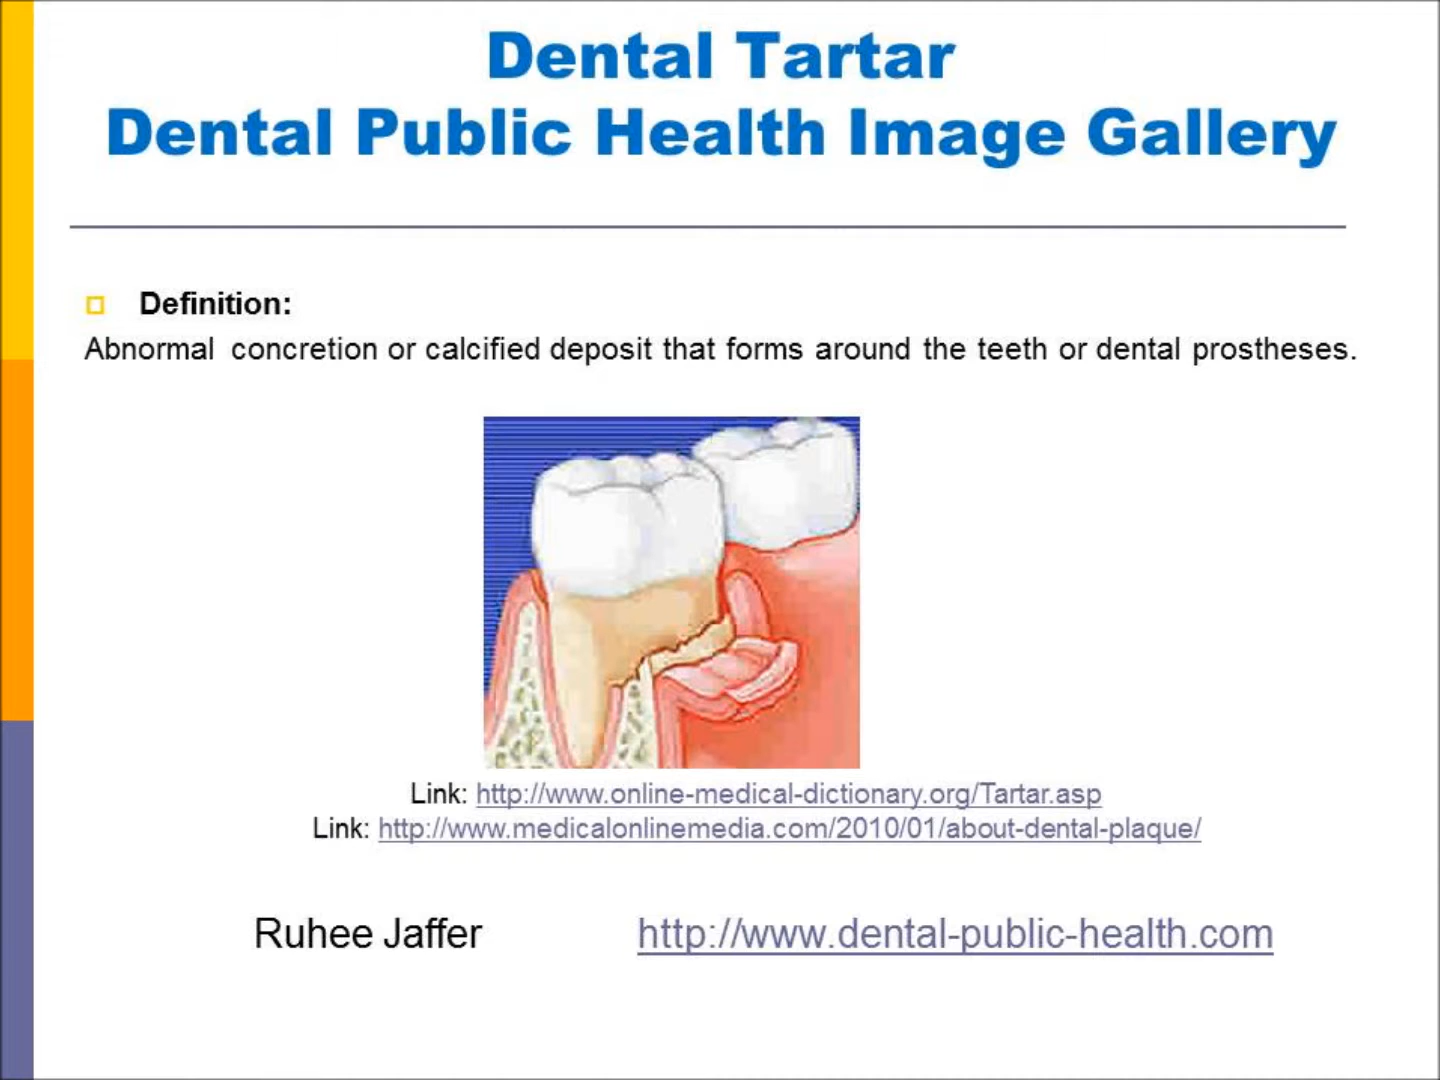 Dental Tartar
Dental Public Health Image Gallery
Definition:
Abnormal concretion or calcified deposit that forms around the teeth or dental prostheses.
Link: http://www.online-medical-dictionary.org/Tartar.asp
Link: http://www.medicalonlinemedia.com/2010/01/about-dental-plaque/
Ruhee Jaffer http://www.dental-public-health.com